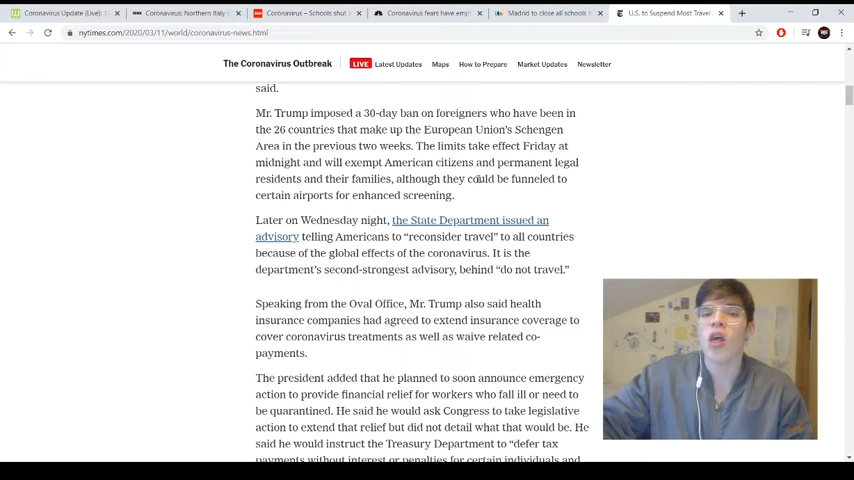 Coronavirus Update (Live): 1
Coronavirus: Northern Italy
Coronavirus – Schools shut
Coronavirus fears have emp
Madrid to close all schools f
U.S. to Suspend Most Travel
nytimes.com/2020/03/11/world/coronavirus-news.html
The Coronavirus Outbreak
LIVE Latest Updates Maps How to Prepare Market Updates Newsletter
said.
Mr. Trump imposed a 30-day ban on foreigners who have been in
the 26 countries that make up the European Union's Schengen
Area in the previous two weeks. The limits take effect Friday at
midnight and will exempt American citizens and permanent legal
residents and their families, although they could be funneled to
certain airports for enhanced screening.
Later on Wednesday night, the State Department issued an
advisory telling Americans to “reconsider travel” to all countries
because of the global effects of the coronavirus. It is the
department's second-strongest advisory, behind “do not travel.”
Speaking from the Oval Office, Mr. Trump also said health
insurance companies had agreed to extend insurance coverage to
cover coronavirus treatments as well as waive related co-
payments.
The president added that he planned to soon announce emergency
action to provide financial relief for workers who fall ill or need to
be quarantined. He said he would ask Congress to take legislative
action to extend that relief but did not detail what that would be. He
said he would instruct the Treasury Department to “defer tax
payments without interest or penalties for certain individuals and